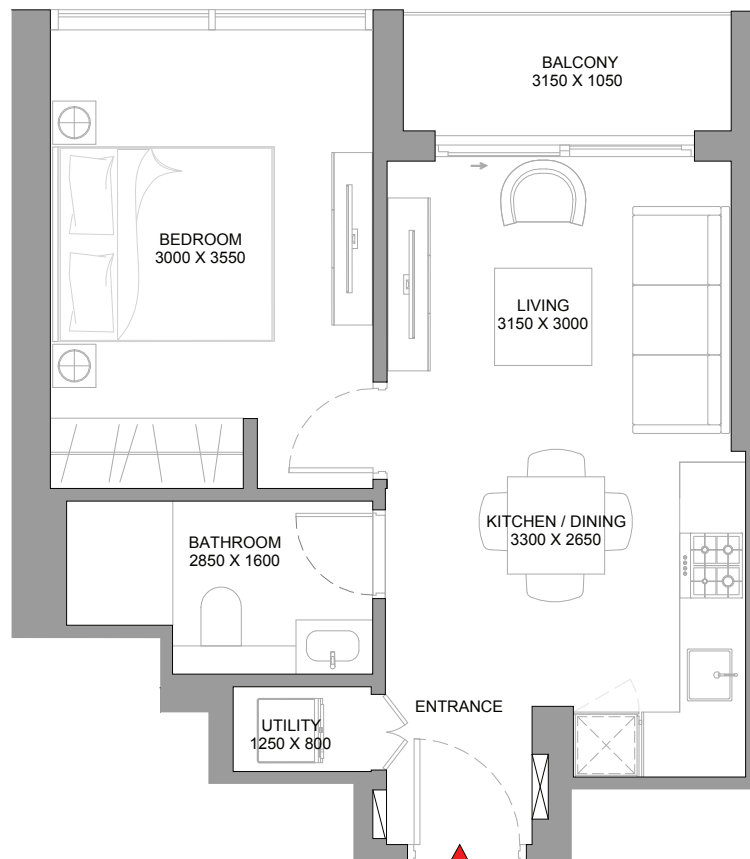 BALCONY
3150 X 1050
BEDROOM
3000 X 3550
LIVING
3150 X 3000
KITCHEN / DINING
3300 X 2650
BATHROOM
2850 X 1600
ENTRANCE
UTILITY
1250 X 800